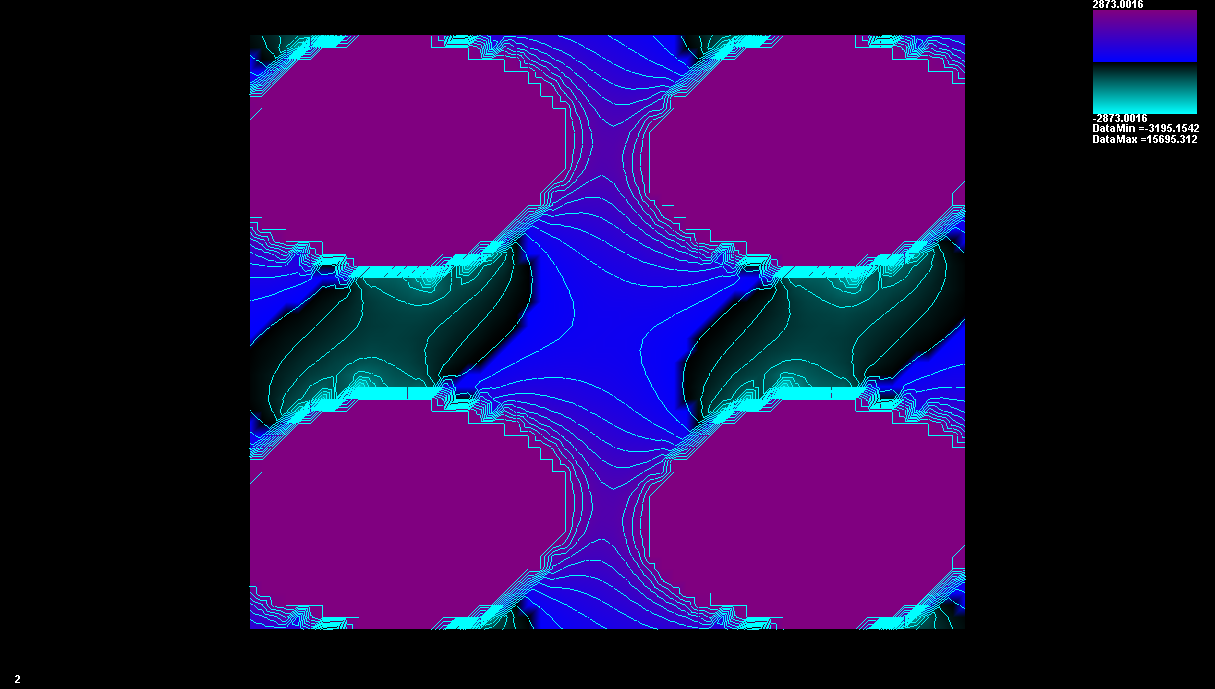 2873.0016
-2873.0016
DataMin =-3195.1542
DataMax =15695.312
2